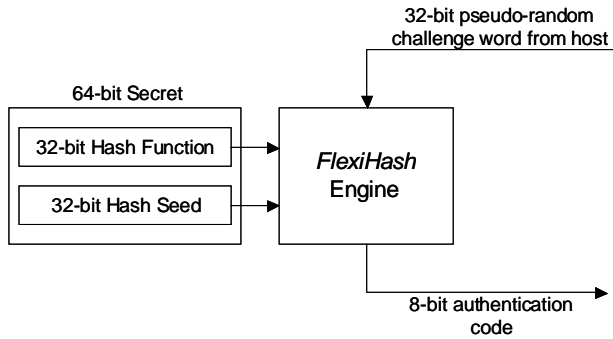 32-bit pseudo-random
challenge word from host
64-bit Secret
32-bit Hash Function
32-bit Hash Seed
FlexiHash
Engine
8-bit authentication
code